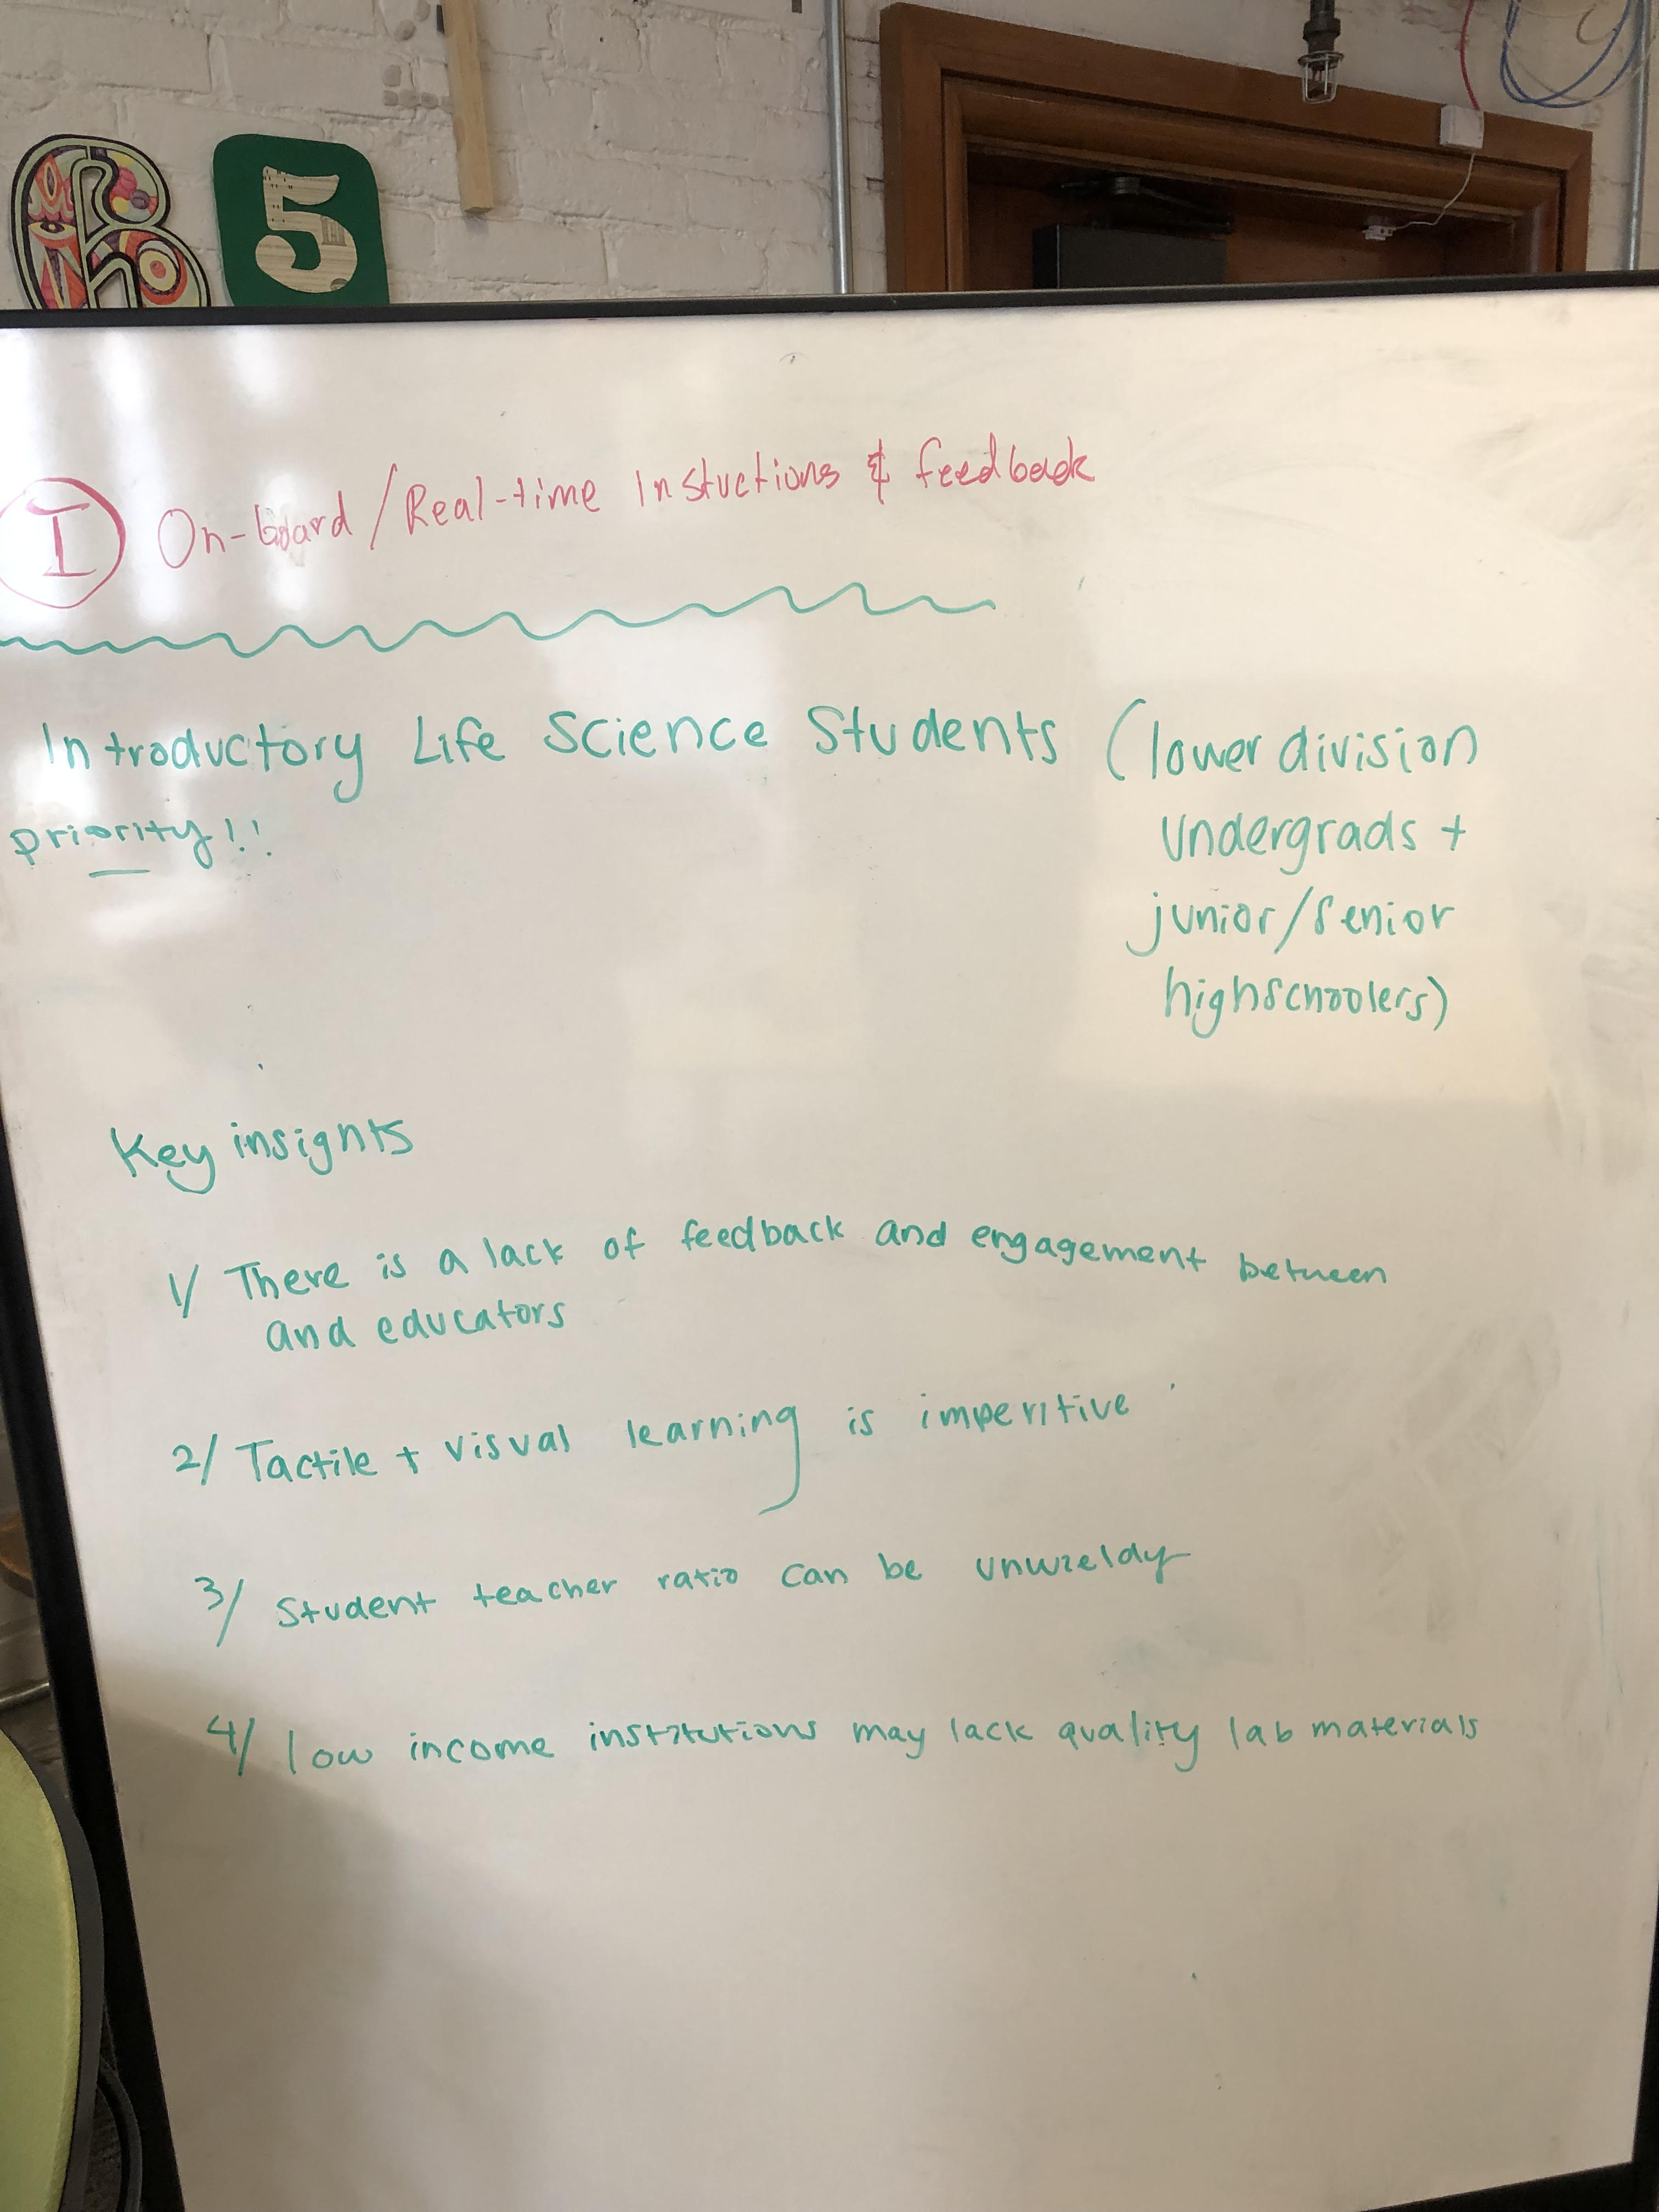 5
I On-board/Real-time Instuctions & feedback
Introductory Life Science Students (lower division
priority!!
undergrads +
junior/senior
highschoolers)
Key insights
1/ There is a lack of feedback and engagement between
and educators
2/ Tactile + visual learning is imperitive
3/ Student teacher ratio can be unwieldy
4/ low income institutions may lack quality lab materials